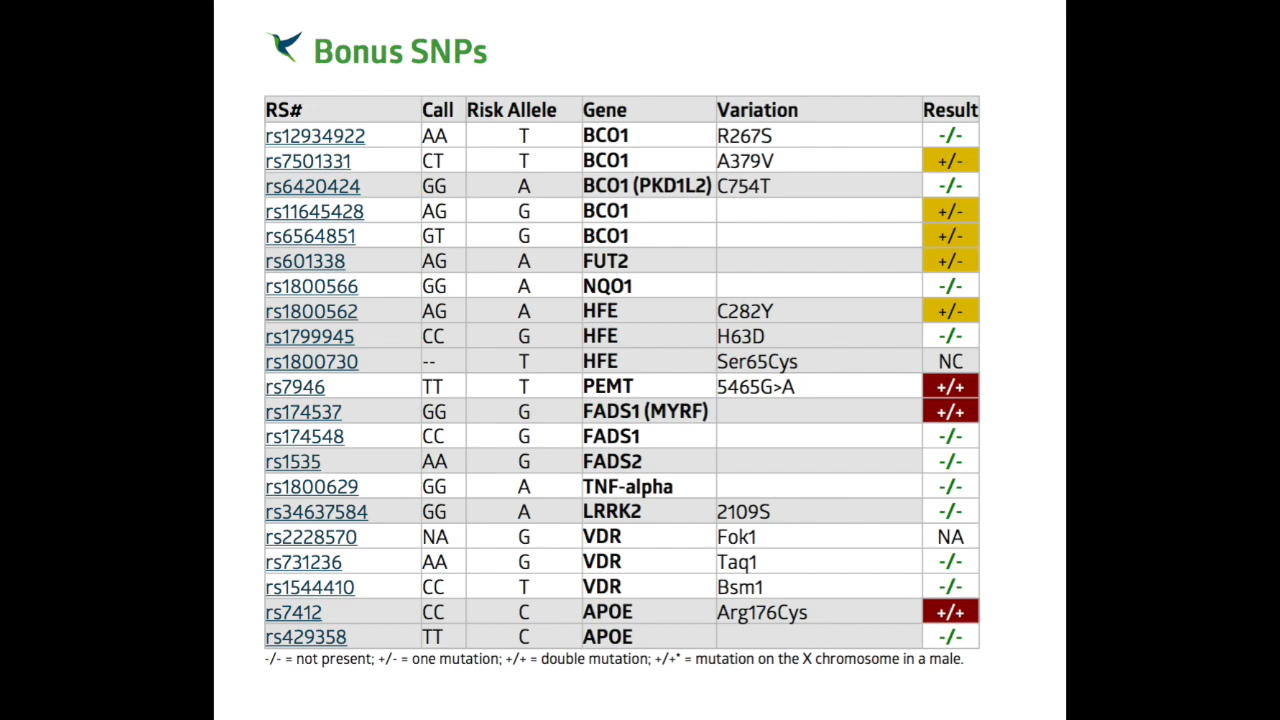 Bonus SNPs
RS# Call Risk Allele Gene Variation Result
rs12934922 AA T BCO1 R267S -/-
rs7501331 CT T BCO1 A379V +/-
rs6420424 GG A BCO1 (PKD1L2) C754T -/-
rs11645428 AG G BCO1 +/-
rs6564851 GT G BCO1 +/-
rs601338 AG A FUT2 +/-
rs1800566 GG A NQO1 -/-
rs1800562 AG A HFE C282Y +/-
rs1799945 CC G HFE H63D -/-
rs1800730 -- T HFE Ser65Cys NC
rs7946 TT T PEMT 5465G>A +/+
rs174537 GG G FADS1 (MYRF) +/+
rs174548 CC G FADS1 -/-
rs1535 AA G FADS2 -/-
rs1800629 GG A TNF-alpha -/-
rs34637584 GG A LRRK2 2109S -/-
rs2228570 NA G VDR Fok1 NA
rs731236 AA G VDR Taq1 -/-
rs1544410 CC T VDR Bsm1 -/-
rs7412 CC C APOE Arg176Cys +/+
rs429358 TT C APOE -/-
-/- = not present; +/- = one mutation; +/+ = double mutation; +/+* = mutation on the X chromosome in a male.